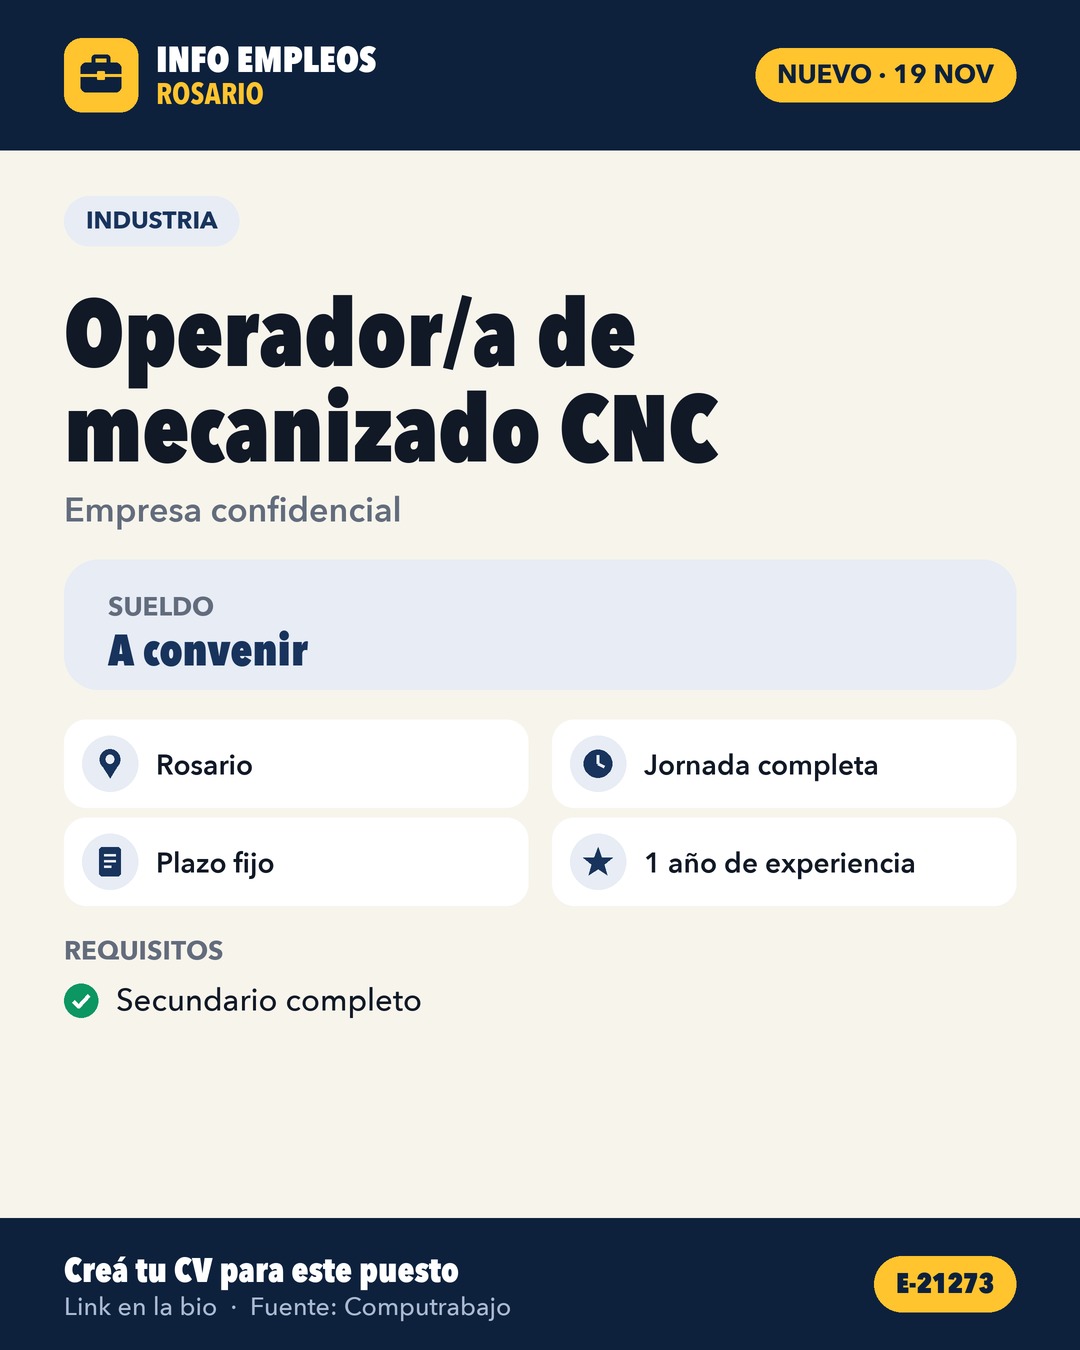 INFO EMPLEOS
ROSARIO
NUEVO · 19 NOV
INDUSTRIA
Operador/a de
mecanizado CNC
Empresa confidencial
SUELDO
A convenir
Rosario
Jornada completa
Plazo fijo
1 año de experiencia
REQUISITOS
Secundario completo
Creá tu CV para este puesto
Link en la bio · Fuente: Computrabajo
E-21273